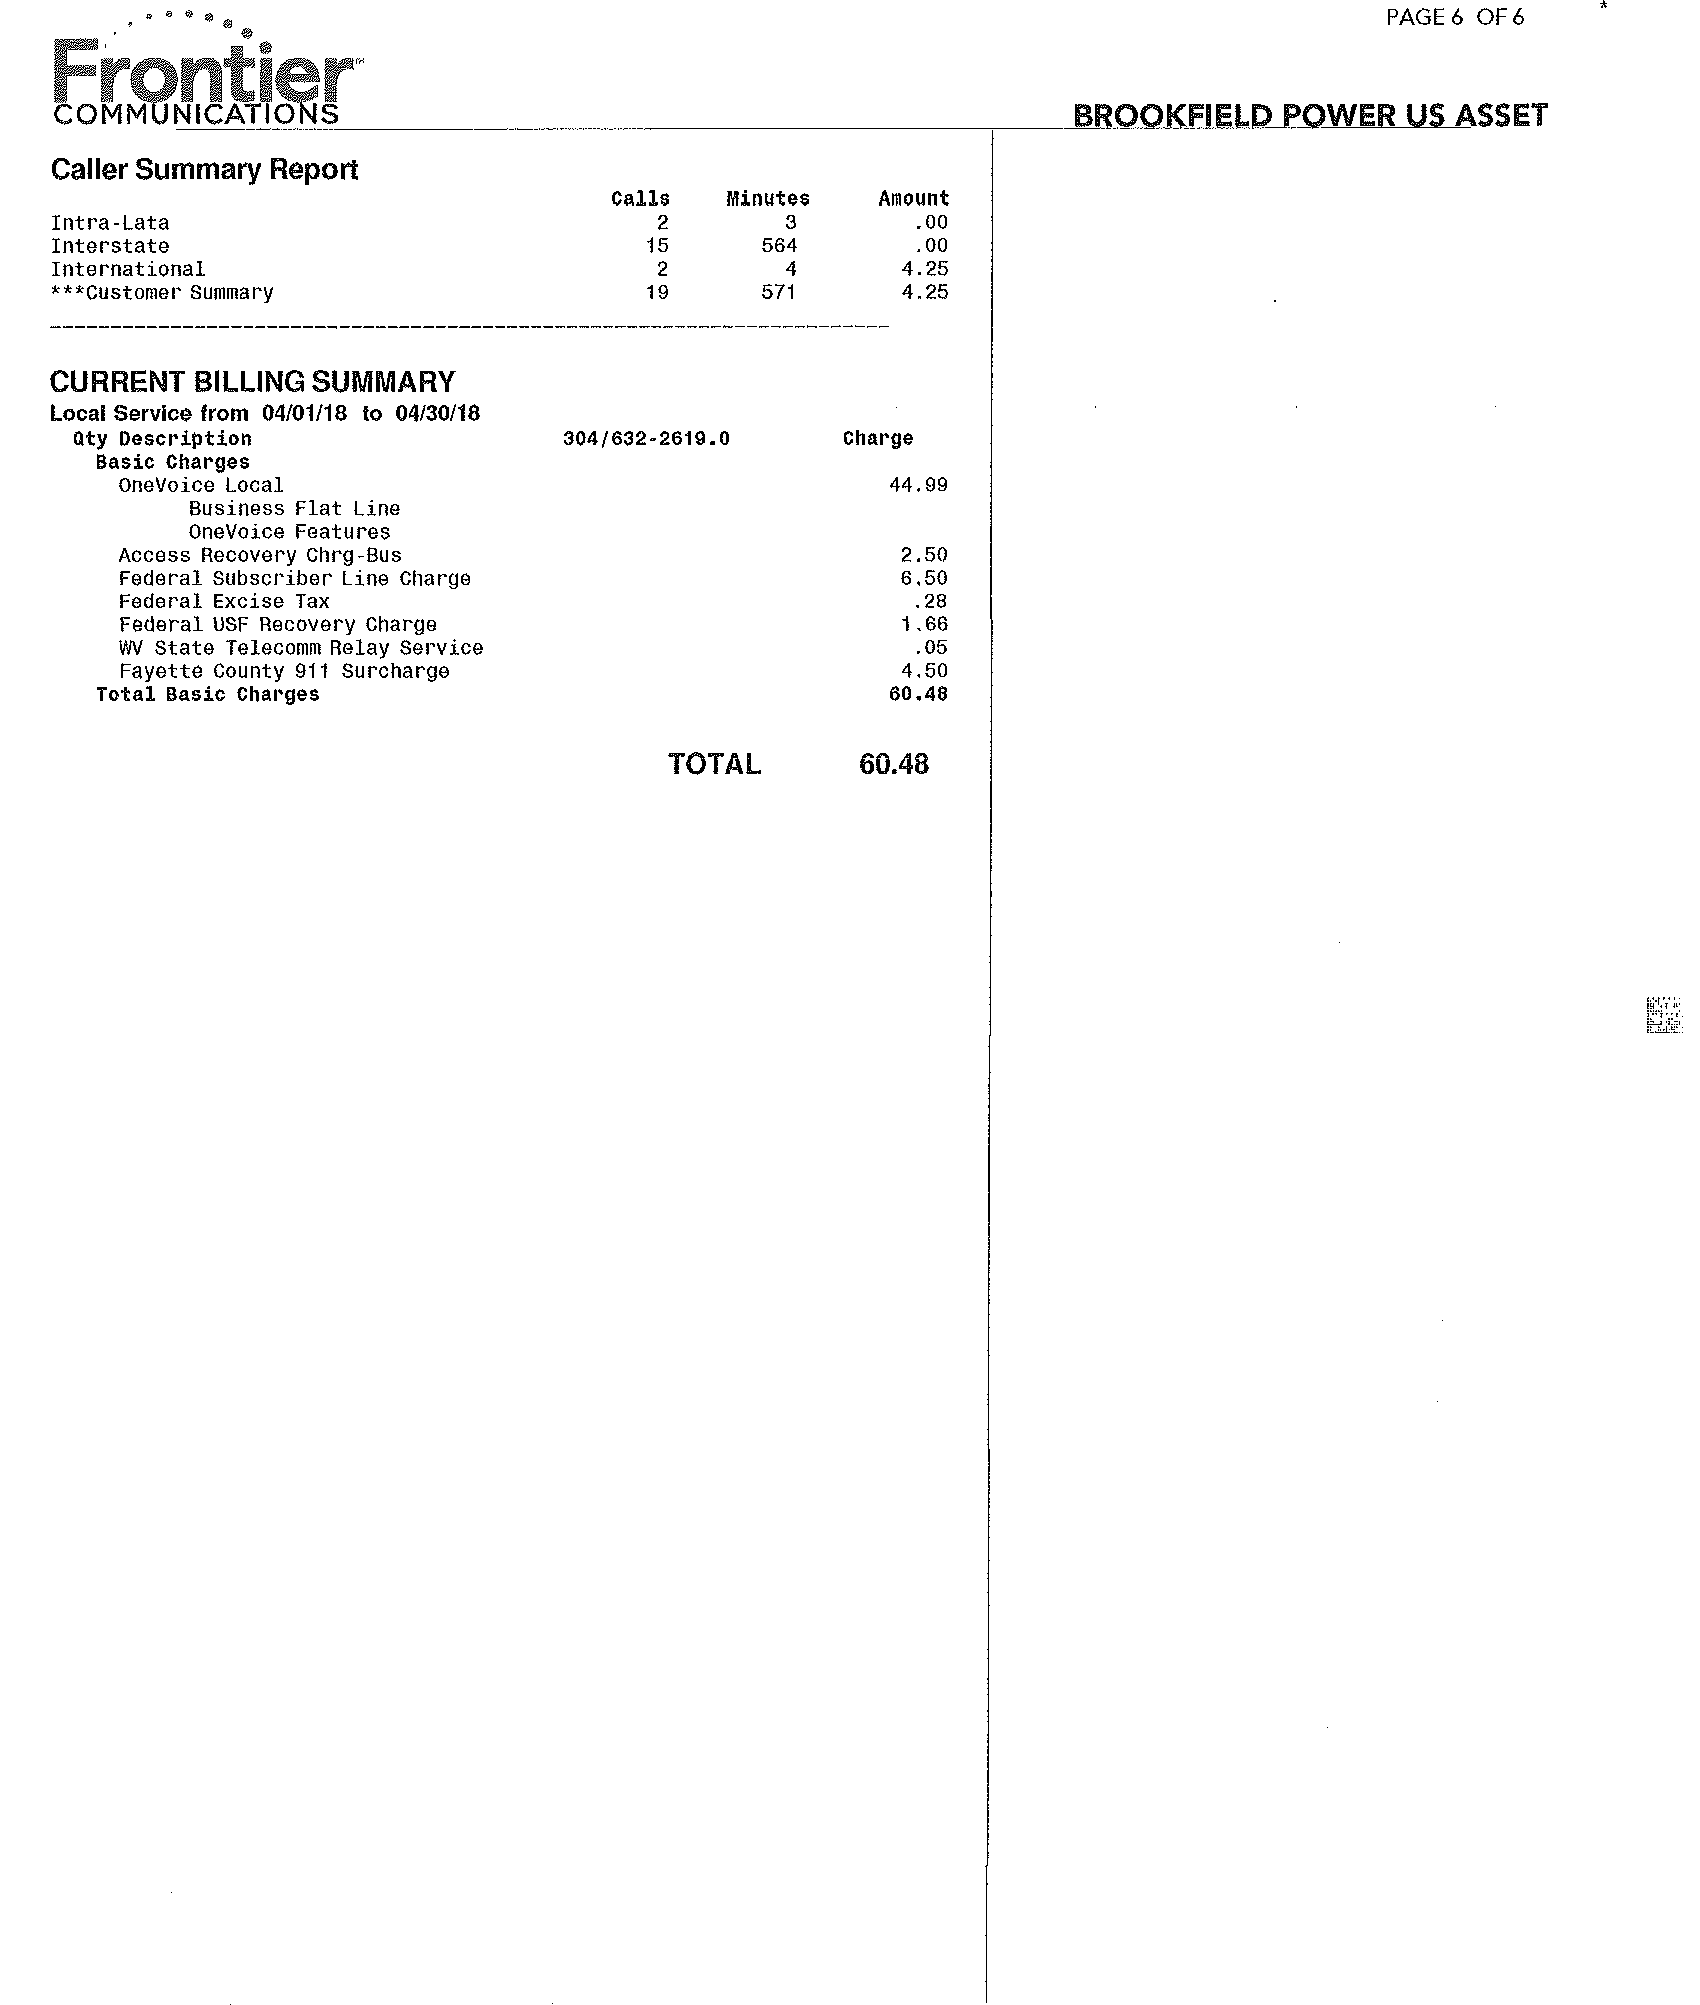 PAGE 6 OF 6 *
Frontier™
COMMUNICATIONS
BROOKFIELD POWER US ASSET
Caller Summary Report
Calls Minutes Amount
Intra-Lata 2 3 .00
Interstate 15 564 .00
International 2 4 4.25
***Customer Summary 19 571 4.25
CURRENT BILLING SUMMARY
Local Service from 04/01/18 to 04/30/18
Qty Description 304/632-2619.0 Charge
Basic Charges
OneVoice Local 44.99
Business Flat Line
OneVoice Features
Access Recovery Chrg-Bus 2.50
Federal Subscriber Line Charge 6.50
Federal Excise Tax .28
Federal USF Recovery Charge 1.66
WV State Telecomm Relay Service .05
Fayette County 911 Surcharge 4.50
Total Basic Charges 60.48
TOTAL 60.48